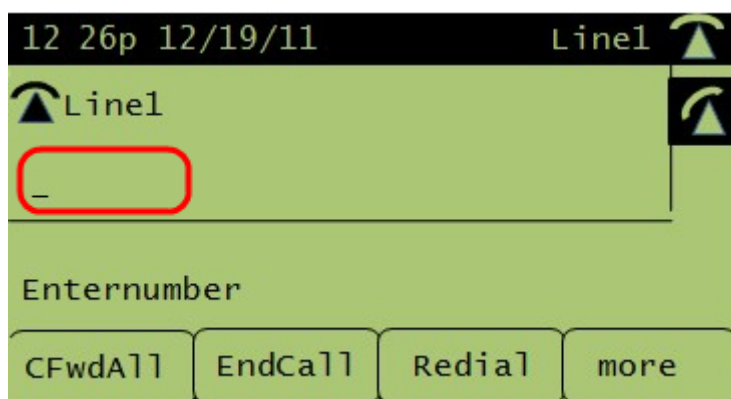 12 26p 12/19/11 Line1
Line1
_
Enternumber
CFwdAll EndCall Redial more